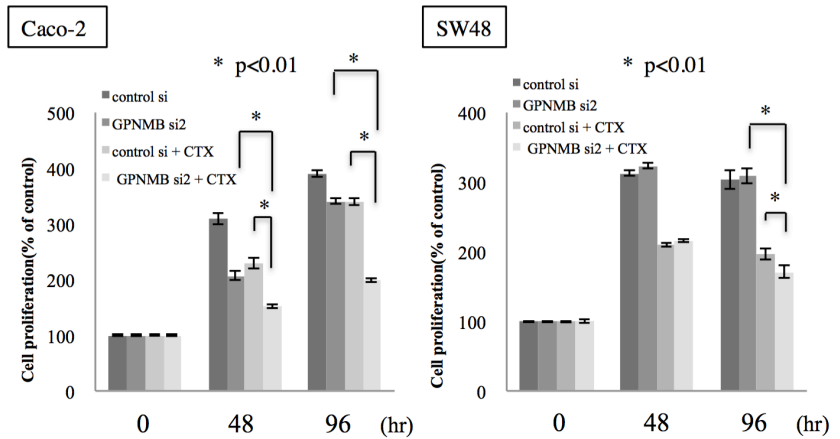 Caco-2
* p<0.01
*
*
*
*
control si
GPNMB si2
control si + CTX
GPNMB si2 + CTX
Cell proliferation(% of control)
500
400
300
200
100
0
0 48 96 (hr)
SW48
* p<0.01
*
*
control si
GPNMB si2
control si + CTX
GPNMB si2 + CTX
Cell proliferation(% of control)
400
300
200
100
0
0 48 96 (hr)